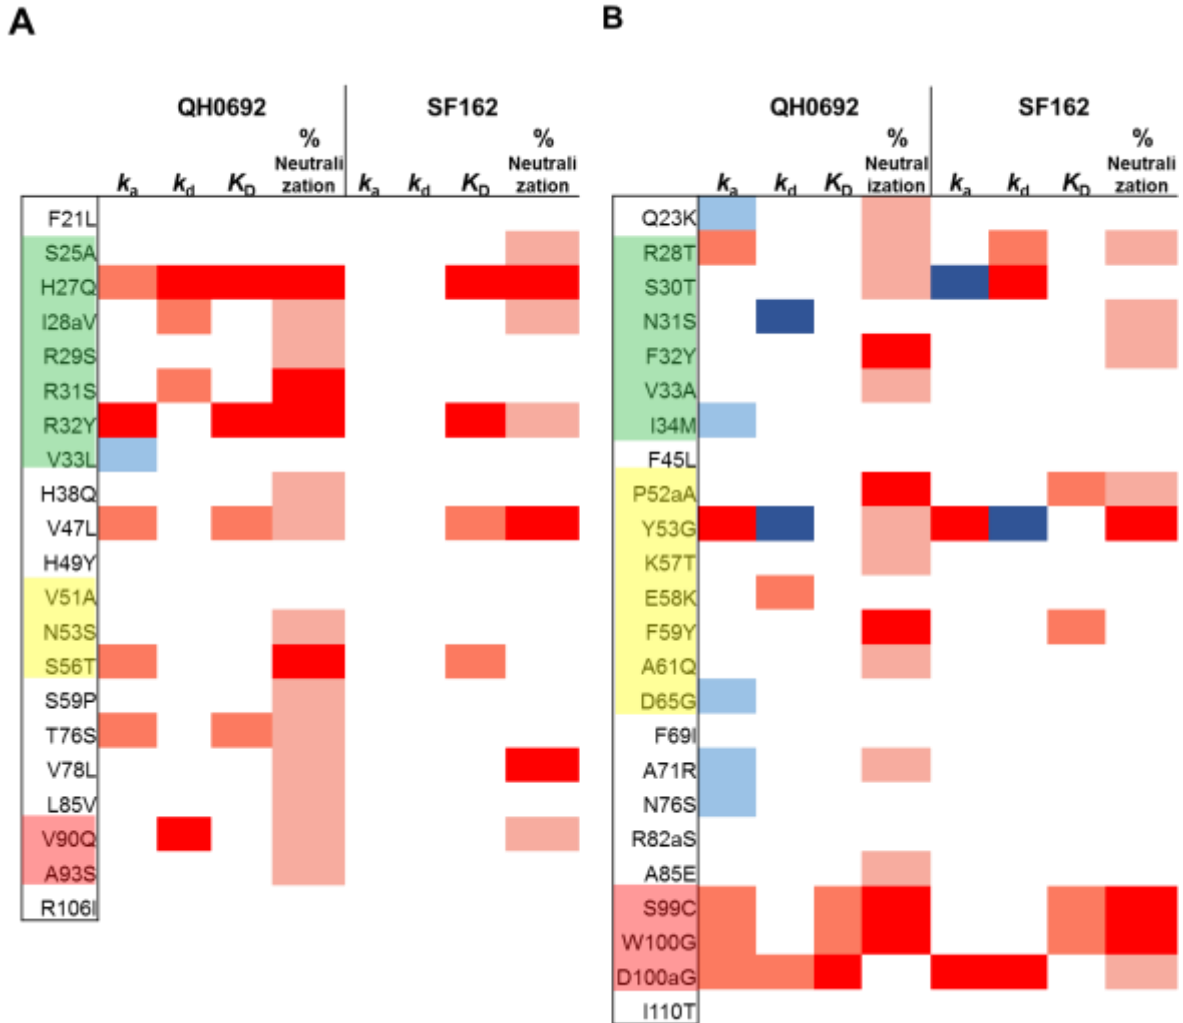 A
QH0692 SF162
% %
Neutrali Neutrali
ka kd KD zation ka kd KD zation
F21L
S25A
H27Q
I28aV
R29S
R31S
R32Y
V33L
H38Q
V47L
H49Y
V51A
N53S
S56T
S59P
T76S
V78L
L85V
V90Q
A93S
R106I
B
QH0692 SF162
% %
Neutral Neutrali
ka kd KD ization ka kd KD zation
Q23K
R28T
S30T
N31S
F32Y
V33A
I34M
F45L
P52aA
Y53G
K57T
E58K
F59Y
A61Q
D65G
F69I
A71R
N76S
R82aS
A85E
S99C
W100G
D100aG
I110T